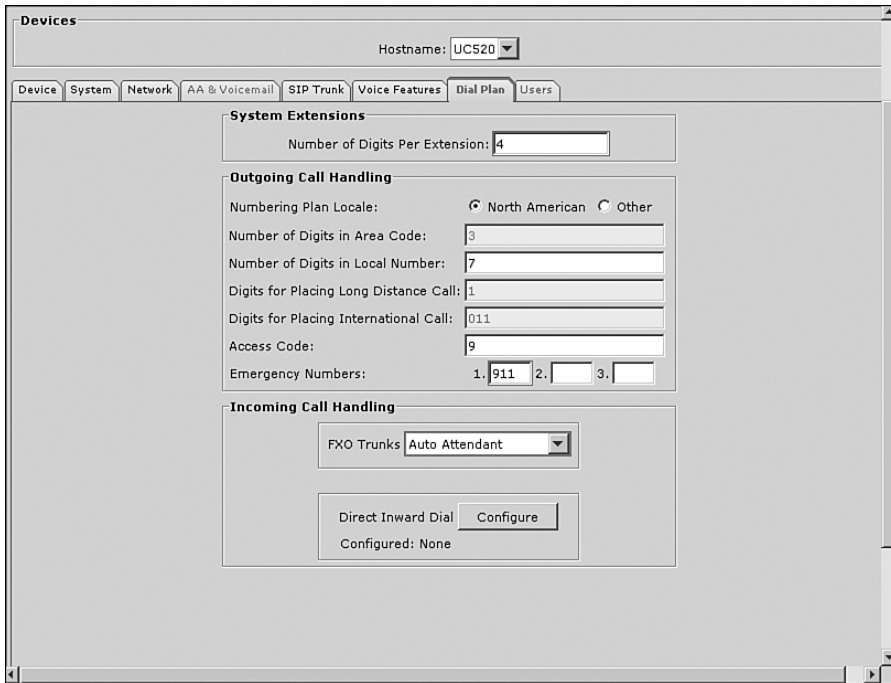 Devices
Hostname: UC520
Device System Network AA & Voicemail SIP Trunk Voice Features Dial Plan Users
System Extensions
Number of Digits Per Extension: 4
Outgoing Call Handling
Numbering Plan Locale: North American Other
Number of Digits in Area Code: 3
Number of Digits in Local Number: 7
Digits for Placing Long Distance Call: 1
Digits for Placing International Call: 011
Access Code: 9
Emergency Numbers: 1. 911 2. 3.
Incoming Call Handling
FXO Trunks Auto Attendant
Direct Inward Dial Configure
Configured: None